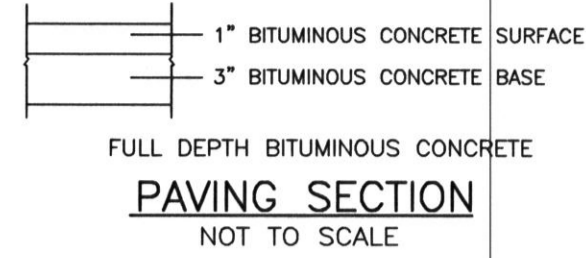 1" BITUMINOUS CONCRETE SURFACE
3" BITUMINOUS CONCRETE BASE
FULL DEPTH BITUMINOUS CONCRETE
PAVING SECTION
NOT TO SCALE